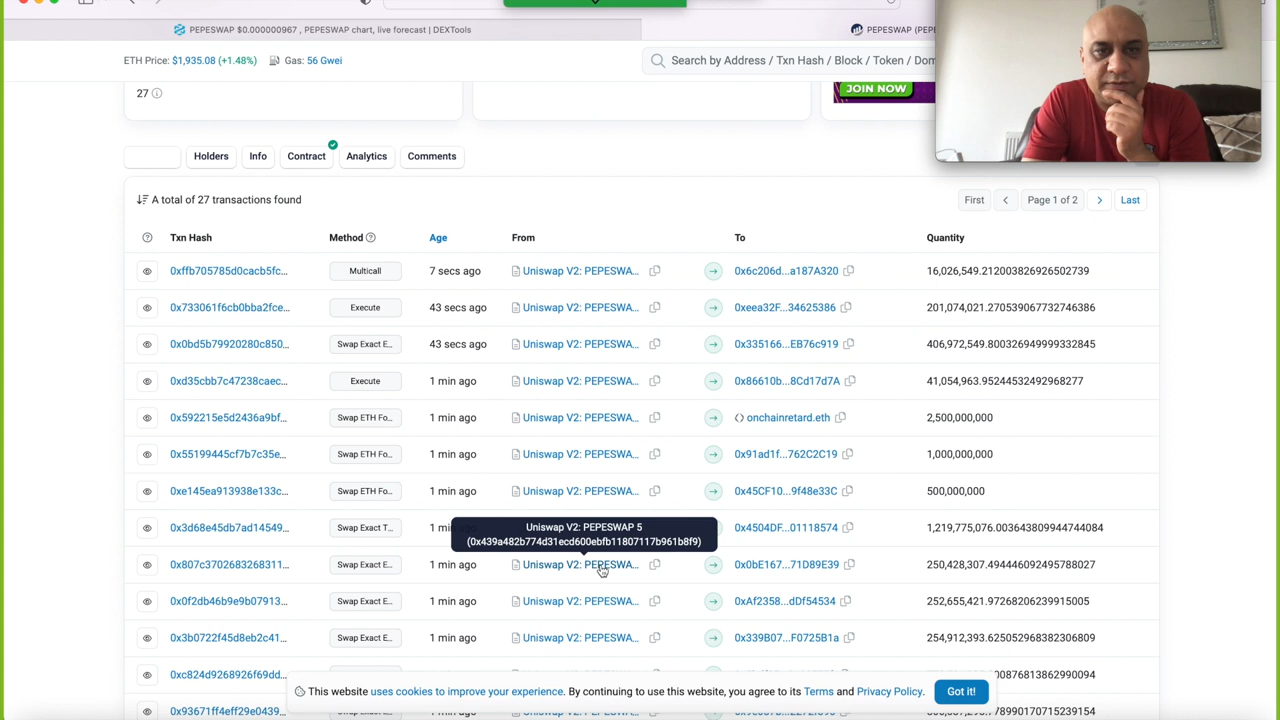 PEPESWAP $0.000000967 , PEPESWAP chart, live forecast | DEXTools
PEPESWAP (PEPE
ETH Price: $1,935.08 (+1.48%) Gas: 56 Gwei
Search by Address / Txn Hash / Block / Token / Dom
27
JOIN NOW
Holders Info Contract Analytics Comments
A total of 27 transactions found
First Page 1 of 2 Last
Txn Hash Method Age From To Quantity
0xffb705785d0cacb5fc... Multicall 7 secs ago Uniswap V2: PEPESWA... 0x6c206d...a187A320 16,026,549.212003826926502739
0x733061f6cb0bba2fce... Execute 43 secs ago Uniswap V2: PEPESWA... 0xeea32F...34625386 201,074,021.270539067732746386
0x0bd5b79920280c850... Swap Exact E... 43 secs ago Uniswap V2: PEPESWA... 0x335166...EB76c919 406,972,549.800326949999332845
0xd35cbb7c47238caec... Execute 1 min ago Uniswap V2: PEPESWA... 0x86610b...8Cd17d7A 41,054,963.95244532492968277
0x592215e5d2436a9bf... Swap ETH Fo... 1 min ago Uniswap V2: PEPESWA... onchainretard.eth 2,500,000,000
0x55199445cf7b7c35e... Swap ETH Fo... 1 min ago Uniswap V2: PEPESWA... 0x91ad1f...762C2C19 1,000,000,000
0xe145ea913938e133c... Swap ETH Fo... 1 min ago Uniswap V2: PEPESWA... 0x45CF10...9f48e33C 500,000,000
Uniswap V2: PEPESWAP 5
0x3d68e45db7ad14549... Swap Exact T... 1 min 0x4504DF...01118574 1,219,775,076.003643809944744084
(0x439a482b774d31ecd600ebfb11807117b961b8f9)
0x807c3702683268311... Swap Exact E... 1 min ago Uniswap V2: PEPESWA... 0x0bE167...71D89E39 250,428,307.494446092495788027
0x0f2db46b9e9b07913... Swap Exact E... 1 min ago Uniswap V2: PEPESWA... 0xAf2358...dDf54534 252,655,421.97268206239915005
0x3b0722f45d8eb2c41... Swap Exact E... 1 min ago Uniswap V2: PEPESWA... 0x339B07...F0725B1a 254,912,393.625052968382306809
0xc824d9268926f69dd...
This website uses cookies to improve your experience. By continuing to use this website, you agree to its Terms and Privacy Policy. Got it!
0x93671ff4eff29e0439...